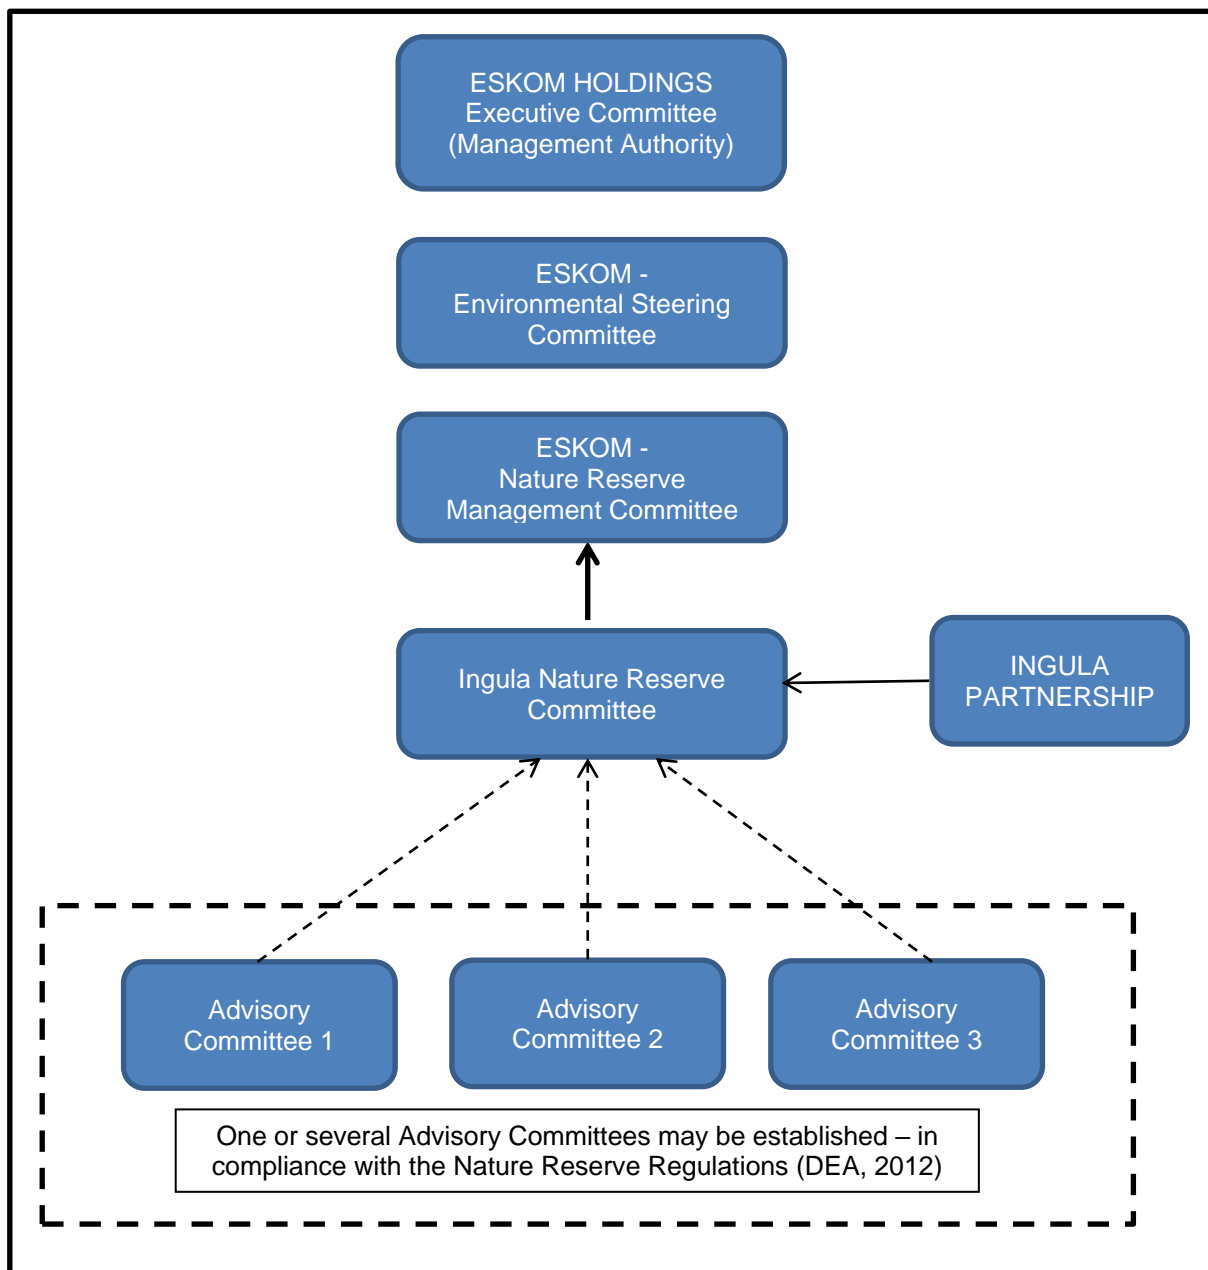 ESKOM HOLDINGS
Executive Committee
(Management Authority)
ESKOM -
Environmental Steering
Committee
ESKOM -
Nature Reserve
Management Committee
Ingula Nature Reserve
Committee
INGULA
PARTNERSHIP
Advisory
Committee 1
Advisory
Committee 2
Advisory
Committee 3
One or several Advisory Committees may be established – in
compliance with the Nature Reserve Regulations (DEA, 2012)